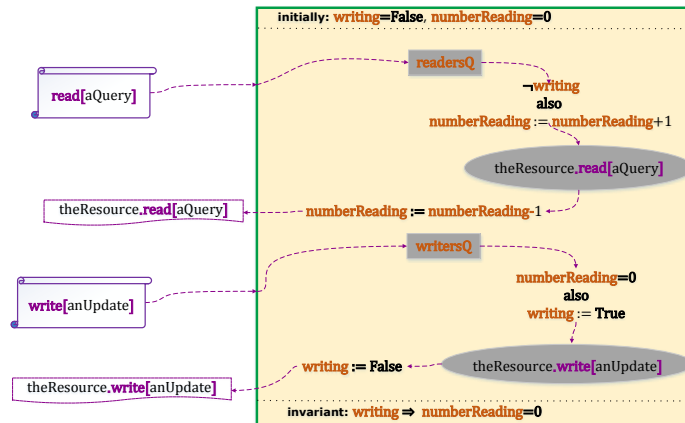 initially: writing=False, numberReading=0
readersQ
read[aQuery]
¬writing
also
numberReading := numberReading+1
theResource.read[aQuery]
theResource.read[aQuery]
numberReading := numberReading-1
writersQ
write[anUpdate]
numberReading=0
also
writing := True
theResource.write[anUpdate]
writing := False
theResource.write[anUpdate]
invariant: writing ⇒ numberReading=0